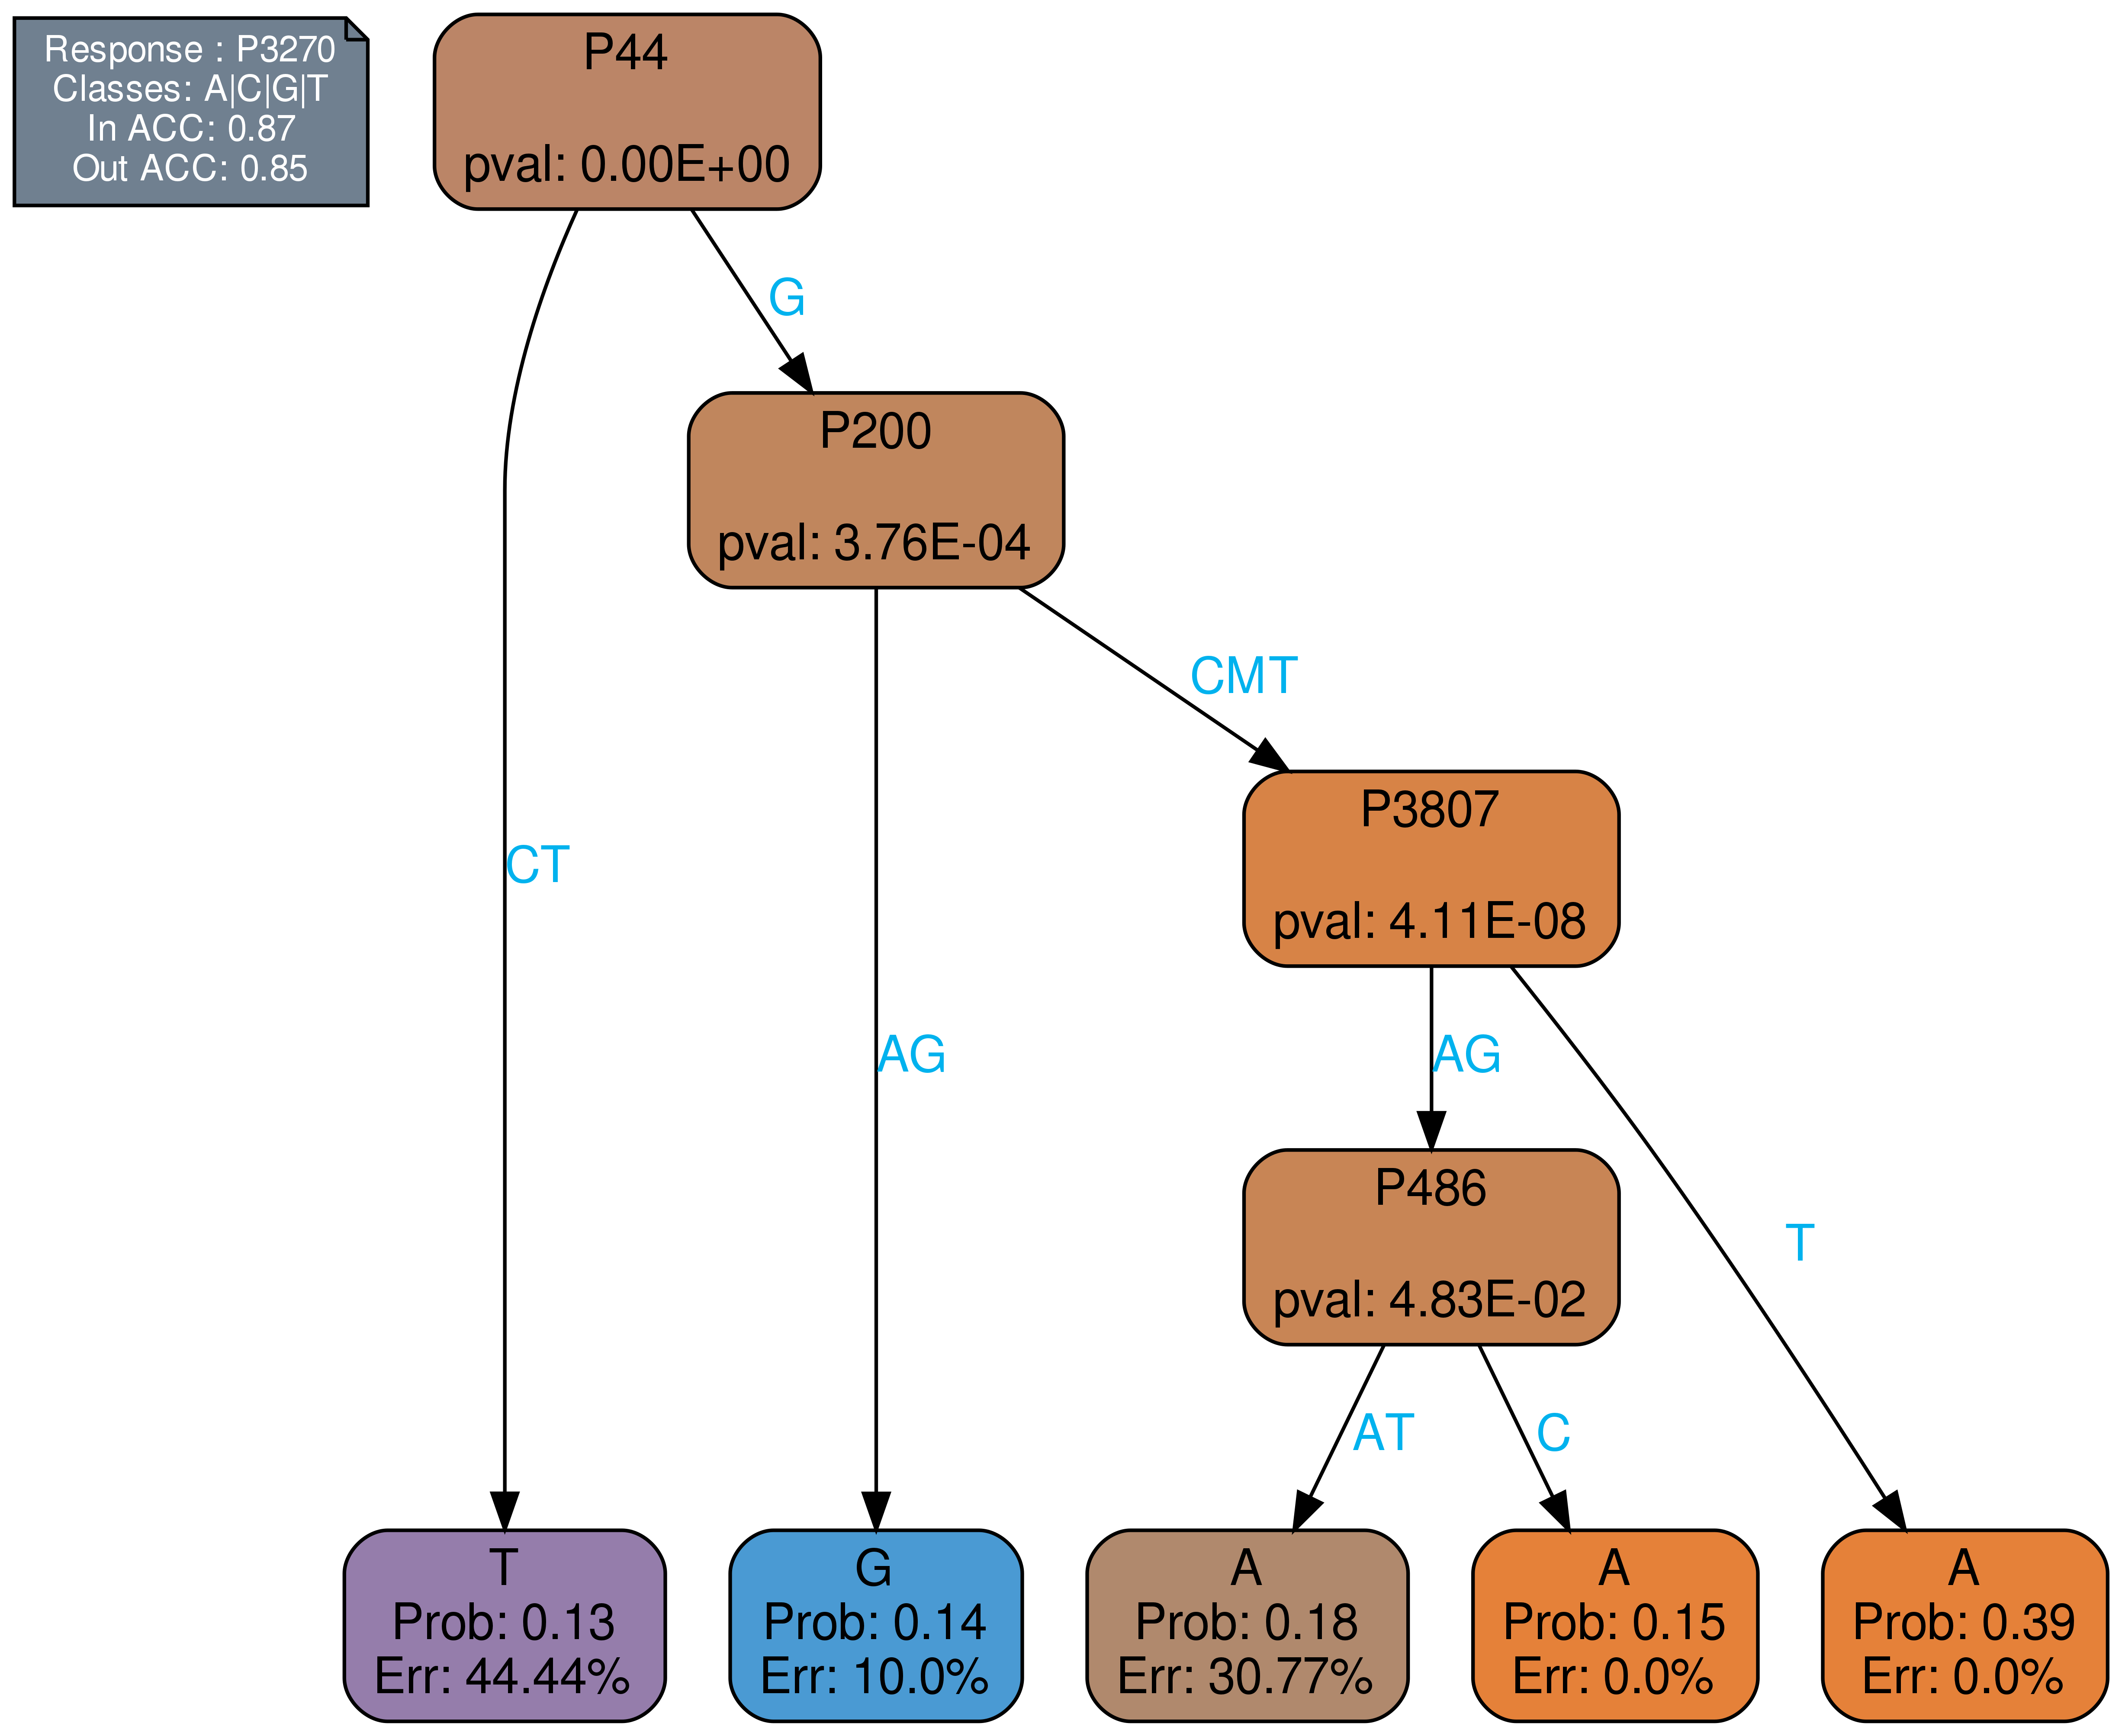 Response : P3270
Classes: A|C|G|T
In ACC: 0.87
Out ACC: 0.85
P44
pval: 0.00E+00
G
P200
pval: 3.76E-04
CMT
P3807
pval: 4.11E-08
CT
AG
AG
P486
pval: 4.83E-02
T
AT
C
T
Prob: 0.13
Err: 44.44%
G
Prob: 0.14
Err: 10.0%
A
Prob: 0.18
Err: 30.77%
A
Prob: 0.15
Err: 0.0%
A
Prob: 0.39
Err: 0.0%